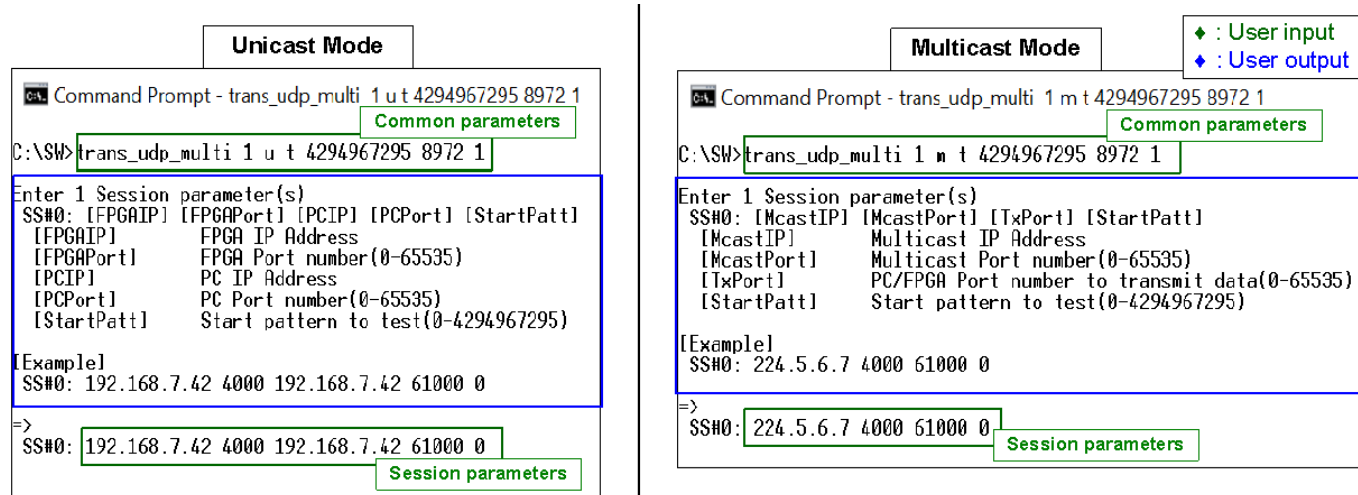 Unicast Mode
Command Prompt - trans_udp_multi 1 u t 4294967295 8972 1
Common parameters
C:\SW>trans_udp_multi 1 u t 4294967295 8972 1
Enter 1 Session parameter(s)
SS#0: [FPGAIP] [FPGAPort] [PCIP] [PCPort] [StartPatt]
[FPGAIP] FPGA IP Address
[FPGAPort] FPGA Port number(0-65535)
[PCIP] PC IP Address
[PCPort] PC Port number(0-65535)
[StartPatt] Start pattern to test(0-4294967295)
[Example]
SS#0: 192.168.7.42 4000 192.168.7.42 61000 0
=>
SS#0: 192.168.7.42 4000 192.168.7.42 61000 0
Session parameters
Multicast Mode
♦ : User input
♦ : User output
Command Prompt - trans_udp_multi 1 m t 4294967295 8972 1
Common parameters
C:\SW>trans_udp_multi 1 m t 4294967295 8972 1
Enter 1 Session parameter(s)
SS#0: [McastIP] [McastPort] [TxPort] [StartPatt]
[McastIP] Multicast IP Address
[McastPort] Multicast Port number(0-65535)
[TxPort] PC/FPGA Port number to transmit data(0-65535)
[StartPatt] Start pattern to test(0-4294967295)
[Example]
SS#0: 224.5.6.7 4000 61000 0
=>
SS#0: 224.5.6.7 4000 61000 0
Session parameters